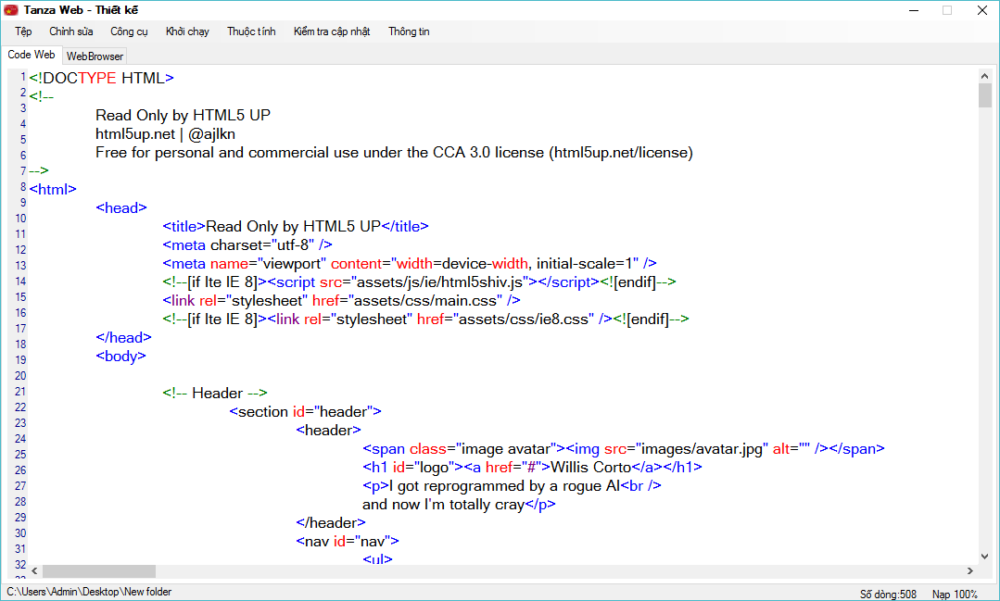 Tanza Web - Thiết kế
Tệp Chỉnh sửa Công cụ Khởi chạy Thuộc tính Kiểm tra cập nhật Thông tin
Code Web WebBrowser
1 <!DOCTYPE HTML>
2 <!--
3 Read Only by HTML5 UP
4 html5up.net | @ajlkn
5 Free for personal and commercial use under the CCA 3.0 license (html5up.net/license)
6
7 -->
8 <html>
9 <head>
10 <title>Read Only by HTML5 UP</title>
11 <meta charset="utf-8" />
12 <meta name="viewport" content="width=device-width, initial-scale=1" />
13 <!--[if lte IE 8]><script src="assets/js/ie/html5shiv.js"></script><![endif]-->
14 <link rel="stylesheet" href="assets/css/main.css" />
15 <!--[if lte IE 8]><link rel="stylesheet" href="assets/css/ie8.css" /><![endif]-->
16 </head>
17 <body>
18
19
20 <!-- Header -->
21 <section id="header">
22 <header>
23 <span class="image avatar"><img src="images/avatar.jpg" alt="" /></span>
24 <h1 id="logo"><a href="#">Willis Corto</a></h1>
25 <p>I got reprogrammed by a rogue AI<br />
26 and now I'm totally cray</p>
27 </header>
28 <nav id="nav">
29 <ul>
30
31
32
33
C:\Users\Admin\Desktop\New folder
Số dòng:508 Nạp 100%